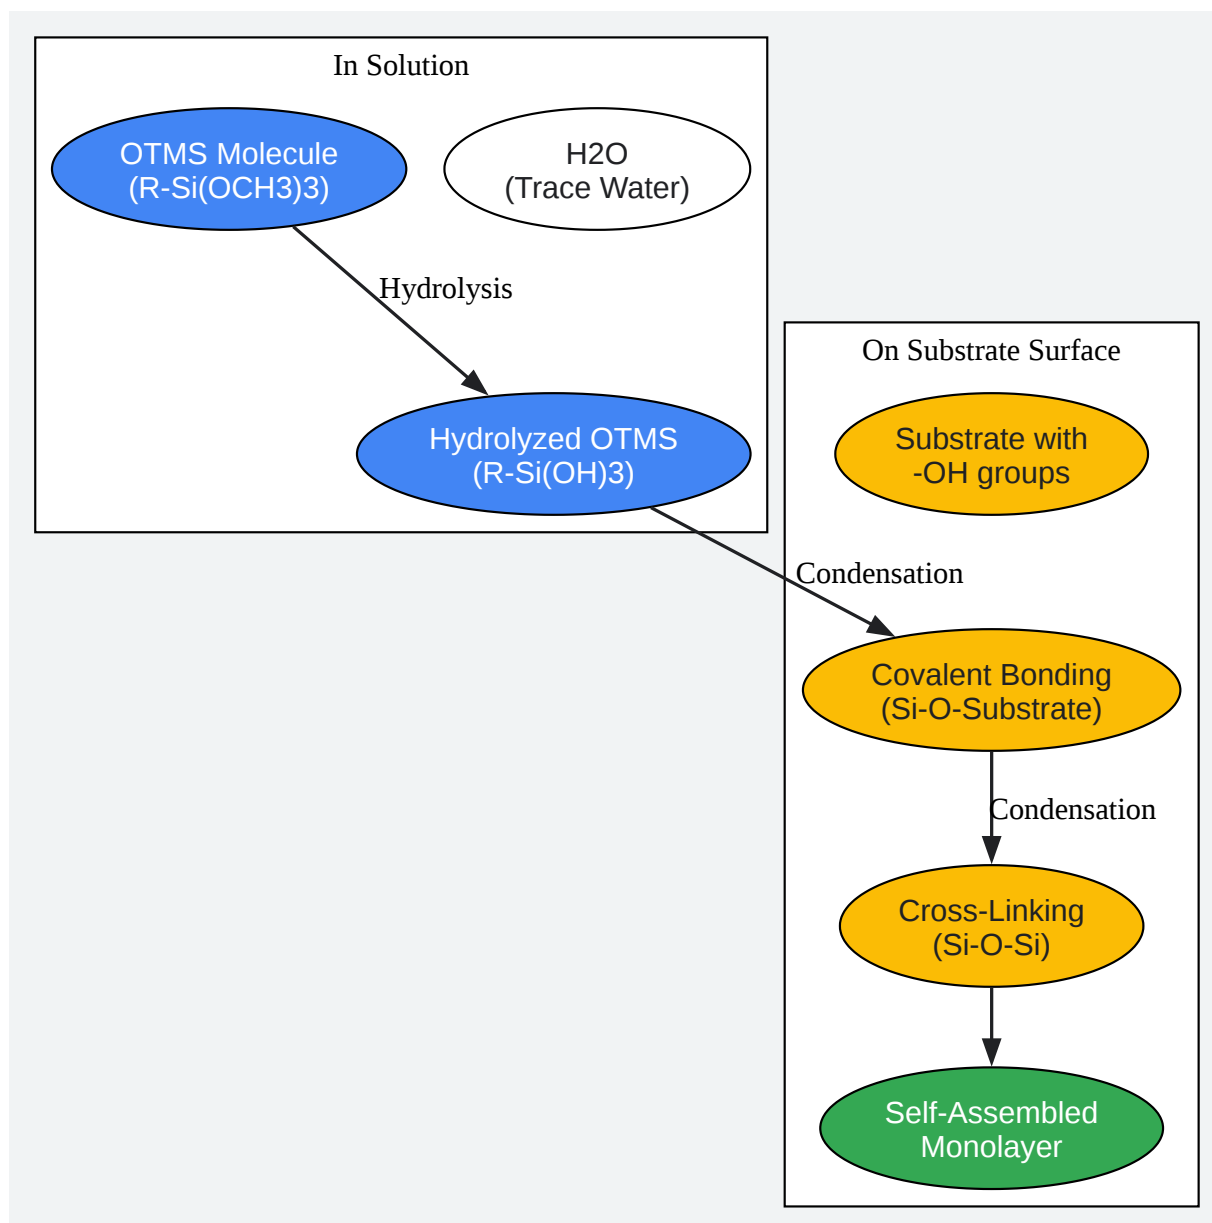 In Solution
OTMS Molecule
(R-Si(OCH3)3)
H2O
(Trace Water)
Hydrolysis
Hydrolyzed OTMS
(R-Si(OH)3)
On Substrate Surface
Substrate with
-OH groups
Condensation
Covalent Bonding
(Si-O-Substrate)
Condensation
Cross-Linking
(Si-O-Si)
Self-Assembled
Monolayer